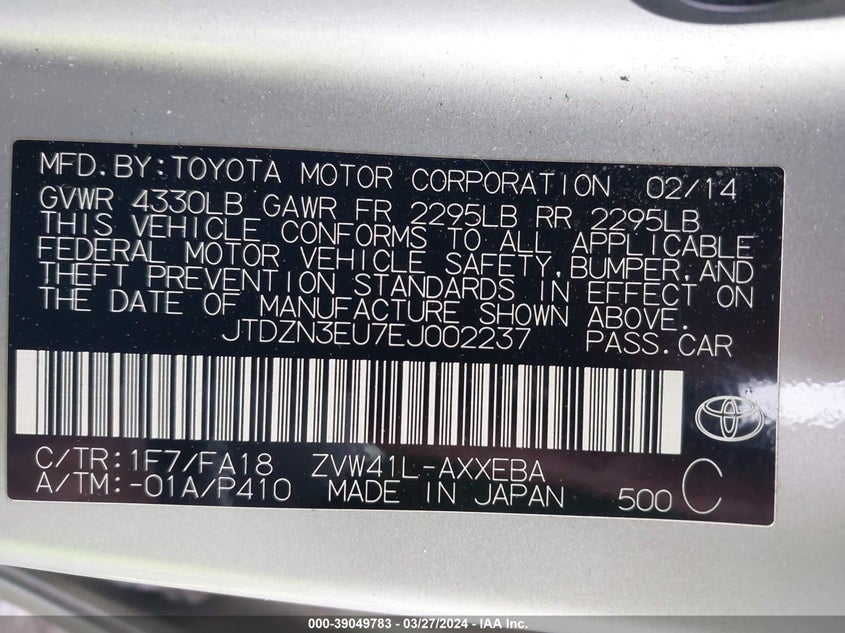 MFD.BY:TOYOTA MOTOR CORPORATION 02/14
GVWR 4330LB GAWR FR 2295LB RR 2295LB
THIS VEHICLE CONFORMS TO ALL APPLICABLE
FEDERAL MOTOR VEHICLE SAFETY,BUMPER,AND
THEFT PREVENTION STANDARDS IN EFFECT ON
THE DATE OF MANUFACTURE SHOWN ABOVE.
JTDZN3EU7EJ002237 PASS.CAR
C/TR:1F7/FA18 ZVW41L-AXXEBA
A/TM:-01A/P410 MADE IN JAPAN 500 C
000-39049783 - 03/27/2024 - IAA Inc.